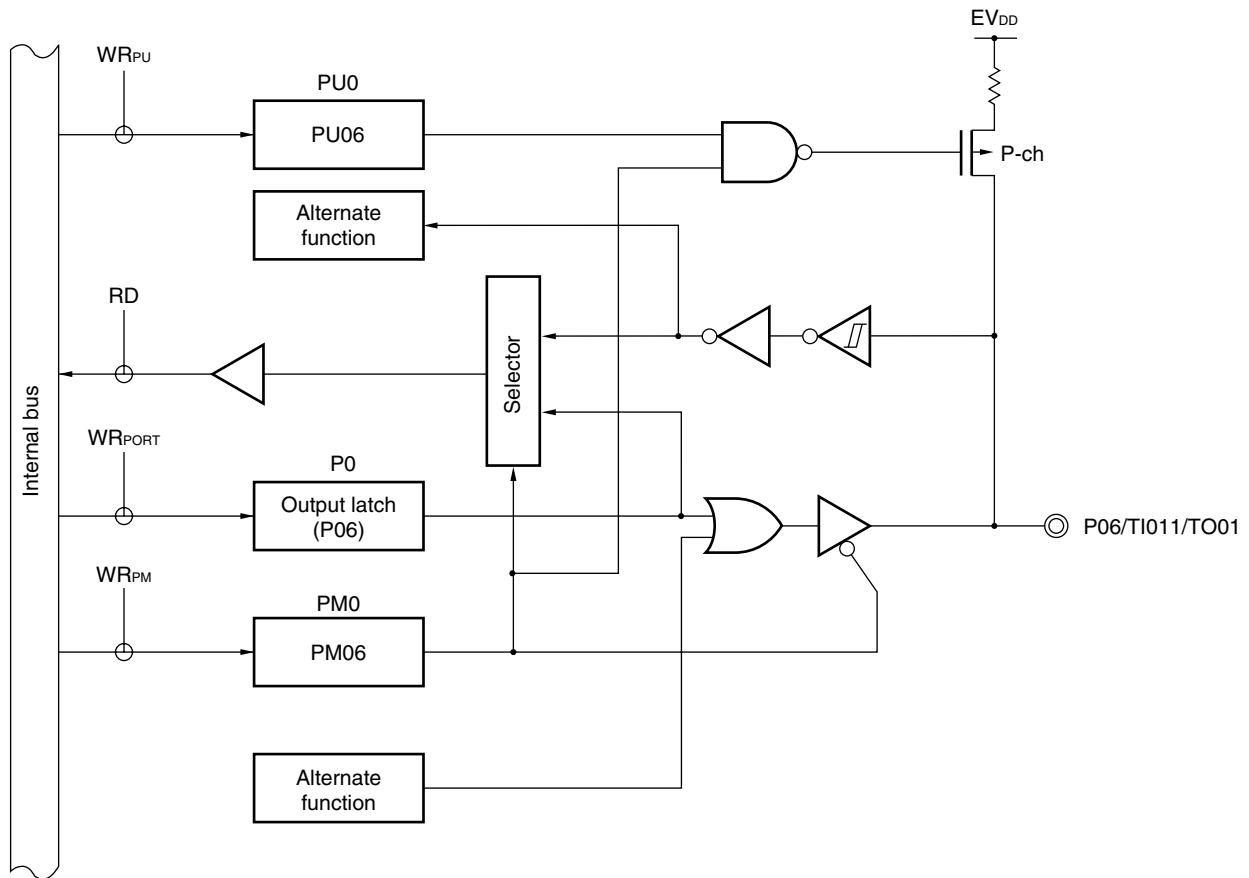 EVDD
WRPU
PU0
PU06
P-ch
Alternate
function
RD
Selector
Internal bus
WRPORT
P0
Output latch
(P06)
P06/TI011/TO01
WRPM
PM0
PM06
Alternate
function